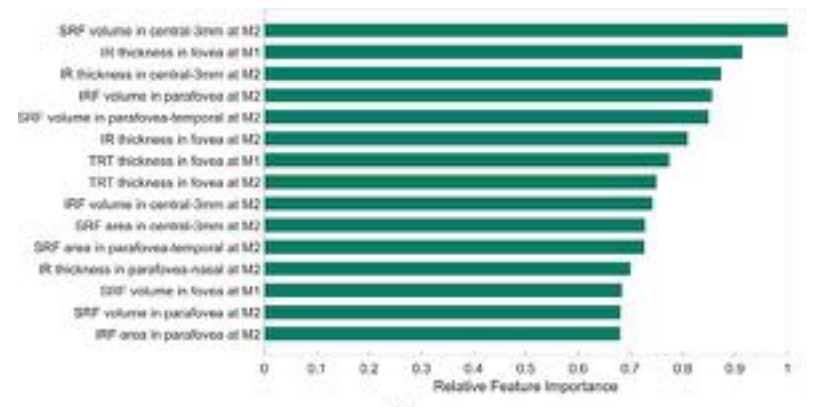 SRF volume in central-3mm at M2
IR thickness in fovea at M1
IR thickness in central-3mm at M2
IRF volume in parafovea at M2
SRF volume in parafovea-temporal at M2
IR thickness in fovea at M2
TRT thickness in fovea at M1
TRT thickness in fovea at M2
IRF volume in central-3mm at M2
SRF area in central-3mm at M2
SRF area in parafovea-temporal at M2
IR thickness in parafovea-nasal at M2
SRF volume in fovea at M1
SRF volume in parafovea at M2
IRF area in parafovea at M2
0 0.1 0.2 0.3 0.4 0.5 0.6 0.7 0.8 0.9 1
Relative Feature Importance